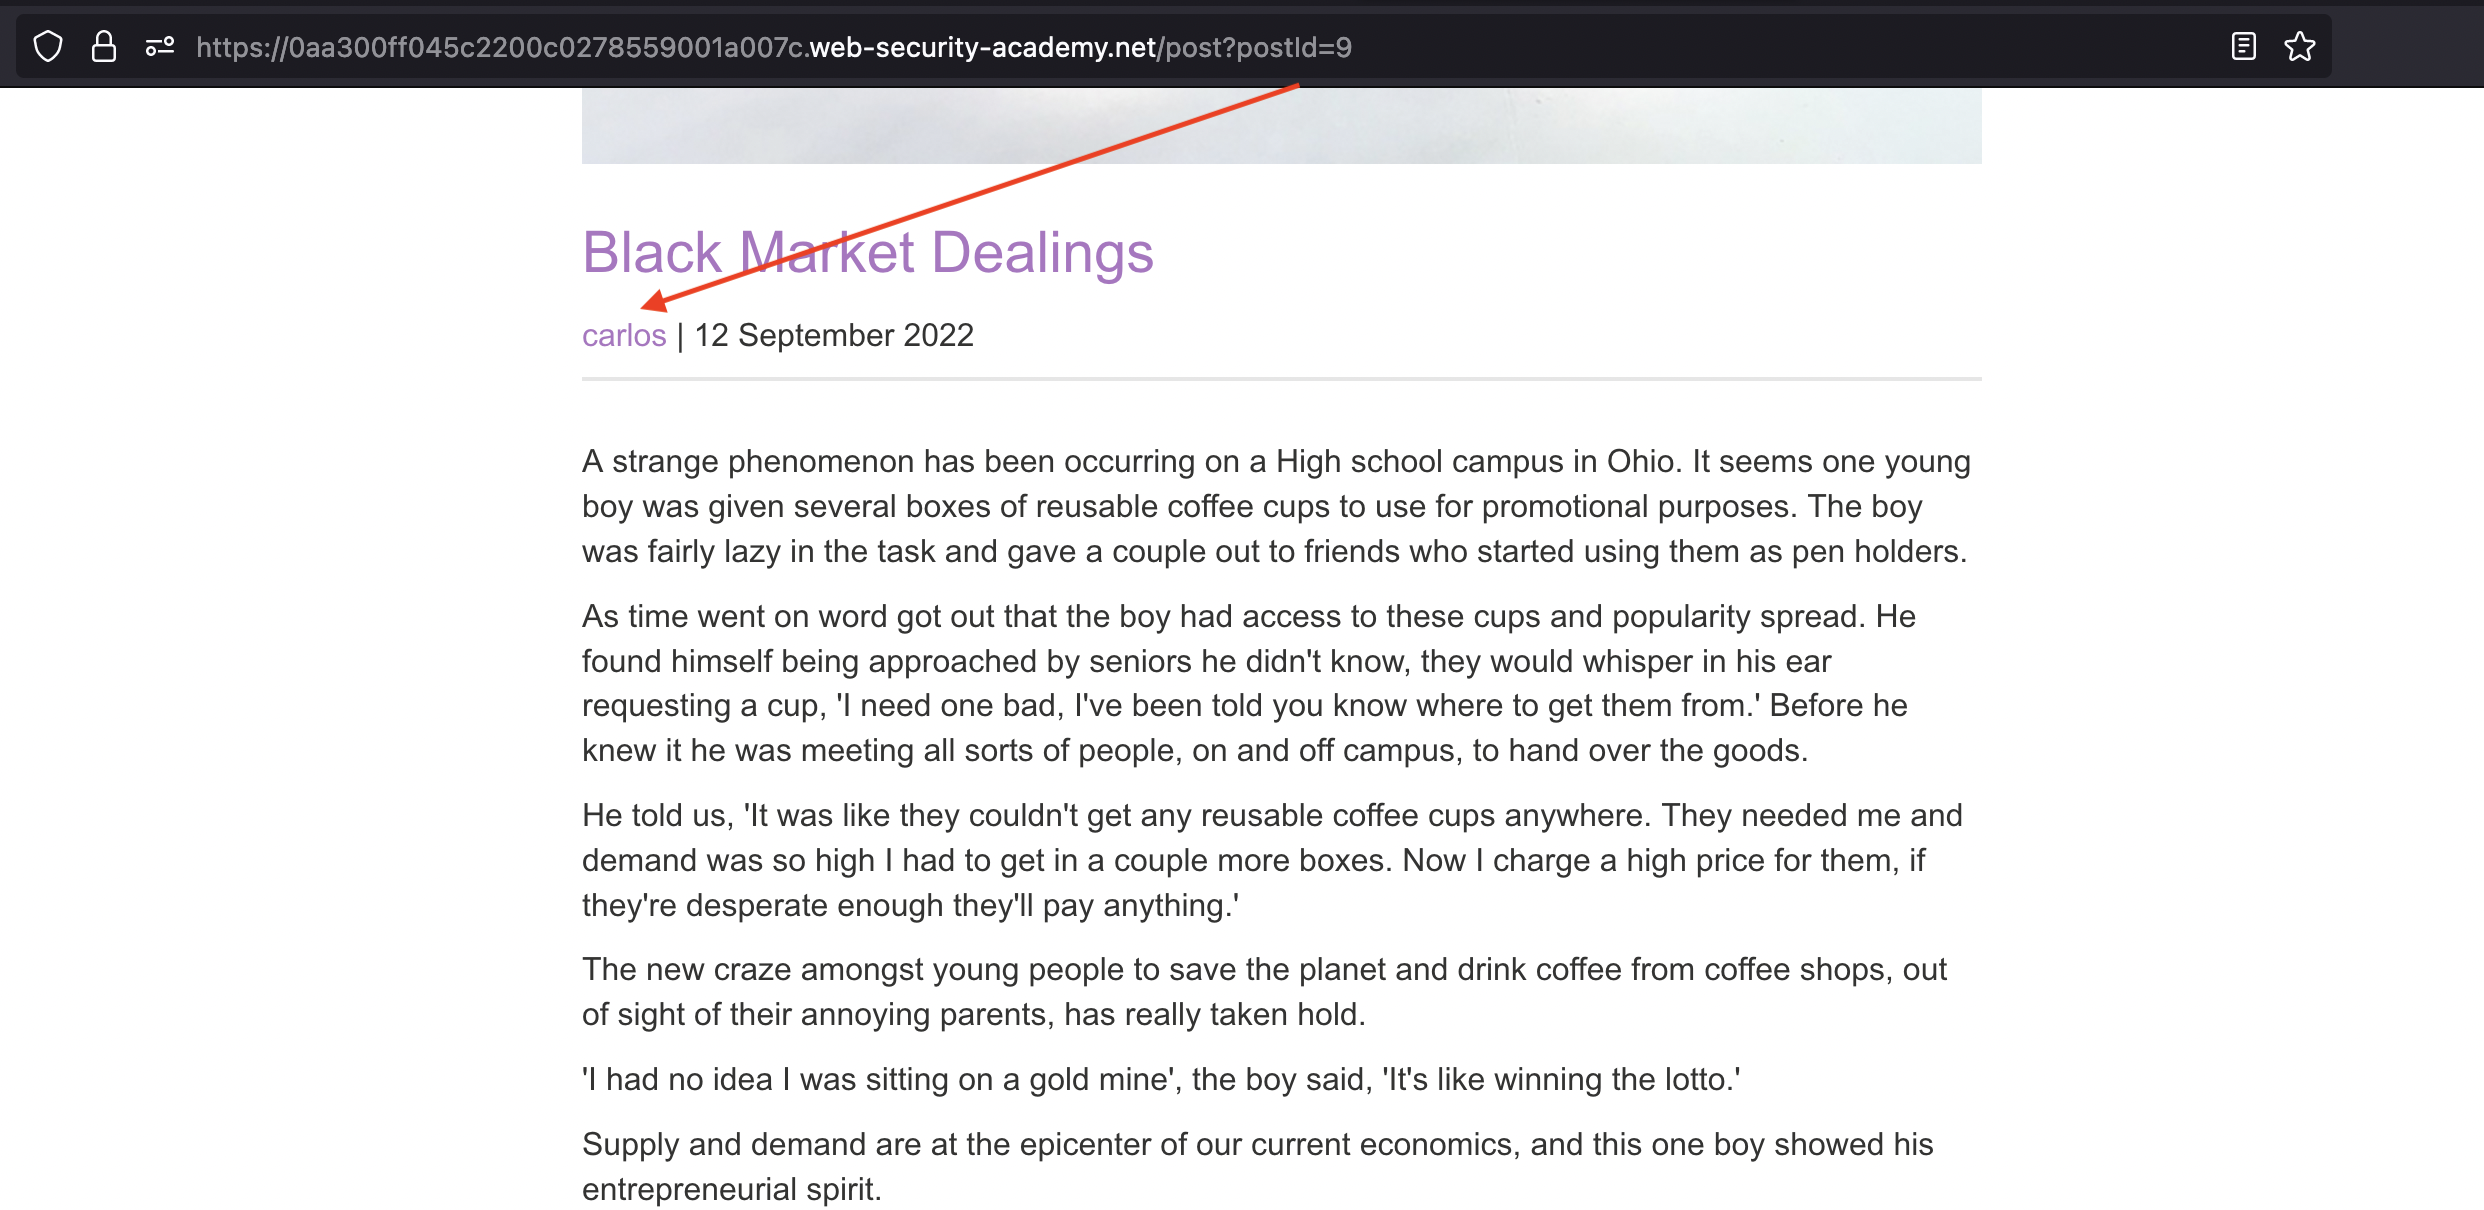 https://0aa300ff045c2200c0278559001a007c.web-security-academy.net/post?postId=9
Black Market Dealings
carlos | 12 September 2022
A strange phenomenon has been occurring on a High school campus in Ohio. It seems one young
boy was given several boxes of reusable coffee cups to use for promotional purposes. The boy
was fairly lazy in the task and gave a couple out to friends who started using them as pen holders.
As time went on word got out that the boy had access to these cups and popularity spread. He
found himself being approached by seniors he didn't know, they would whisper in his ear
requesting a cup, 'I need one bad, I've been told you know where to get them from.' Before he
knew it he was meeting all sorts of people, on and off campus, to hand over the goods.
He told us, 'It was like they couldn't get any reusable coffee cups anywhere. They needed me and
demand was so high I had to get in a couple more boxes. Now I charge a high price for them, if
they're desperate enough they'll pay anything.'
The new craze amongst young people to save the planet and drink coffee from coffee shops, out
of sight of their annoying parents, has really taken hold.
'I had no idea I was sitting on a gold mine', the boy said, 'It's like winning the lotto.'
Supply and demand are at the epicenter of our current economics, and this one boy showed his
entrepreneurial spirit.